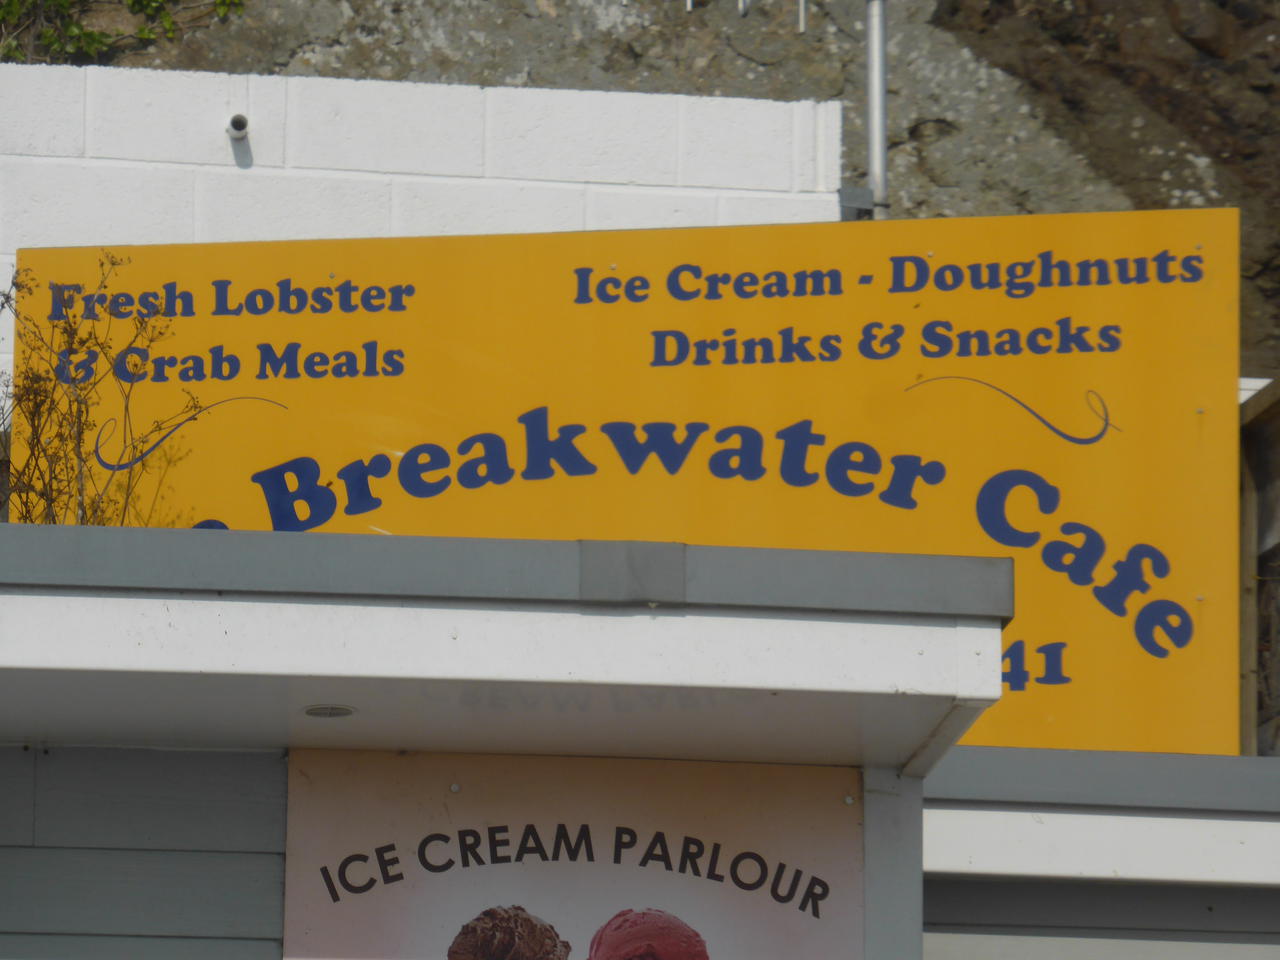 Fresh Lobster
& Crab Meals
Ice Cream - Doughnuts
Drinks & Snacks
Breakwater Cafe
41
ICE CREAM PARLOUR